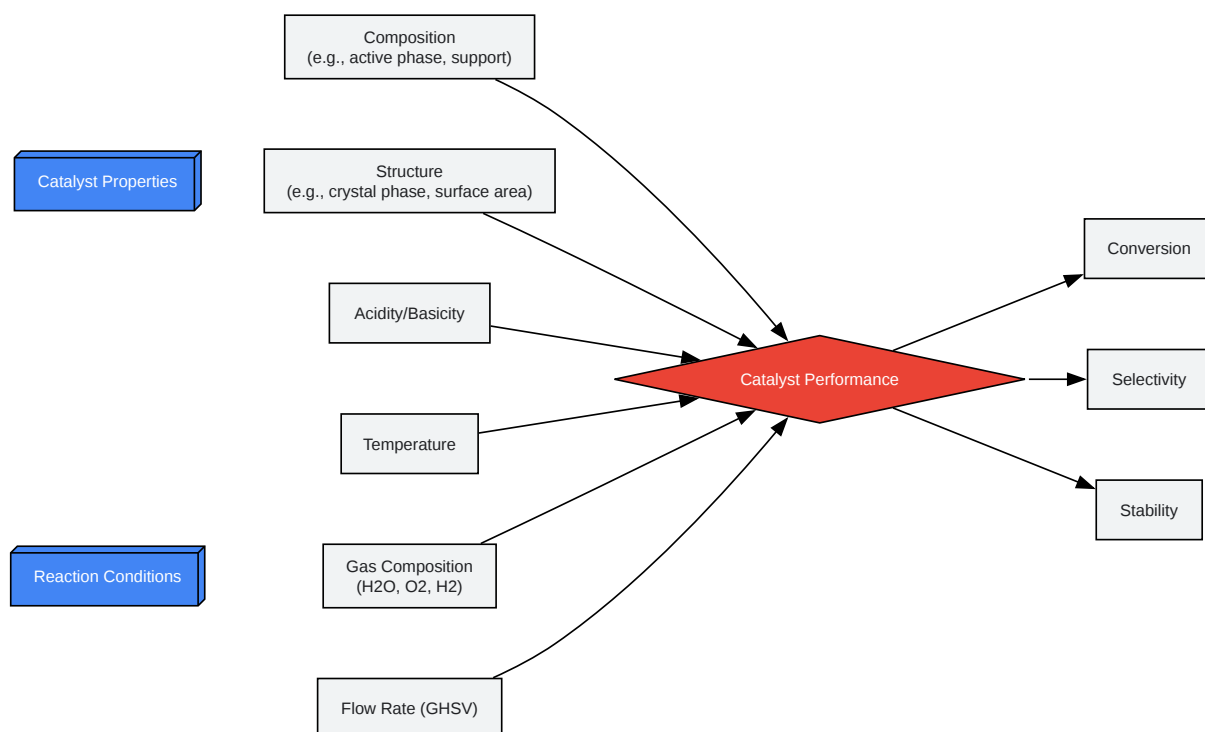 Composition
(e.g., active phase, support)
Catalyst Properties
Structure
(e.g., crystal phase, surface area)
Conversion
Acidity/Basicity
Catalyst Performance
Selectivity
Temperature
Stability
Reaction Conditions
Gas Composition
(H2O, O2, H2)
Flow Rate (GHSV)